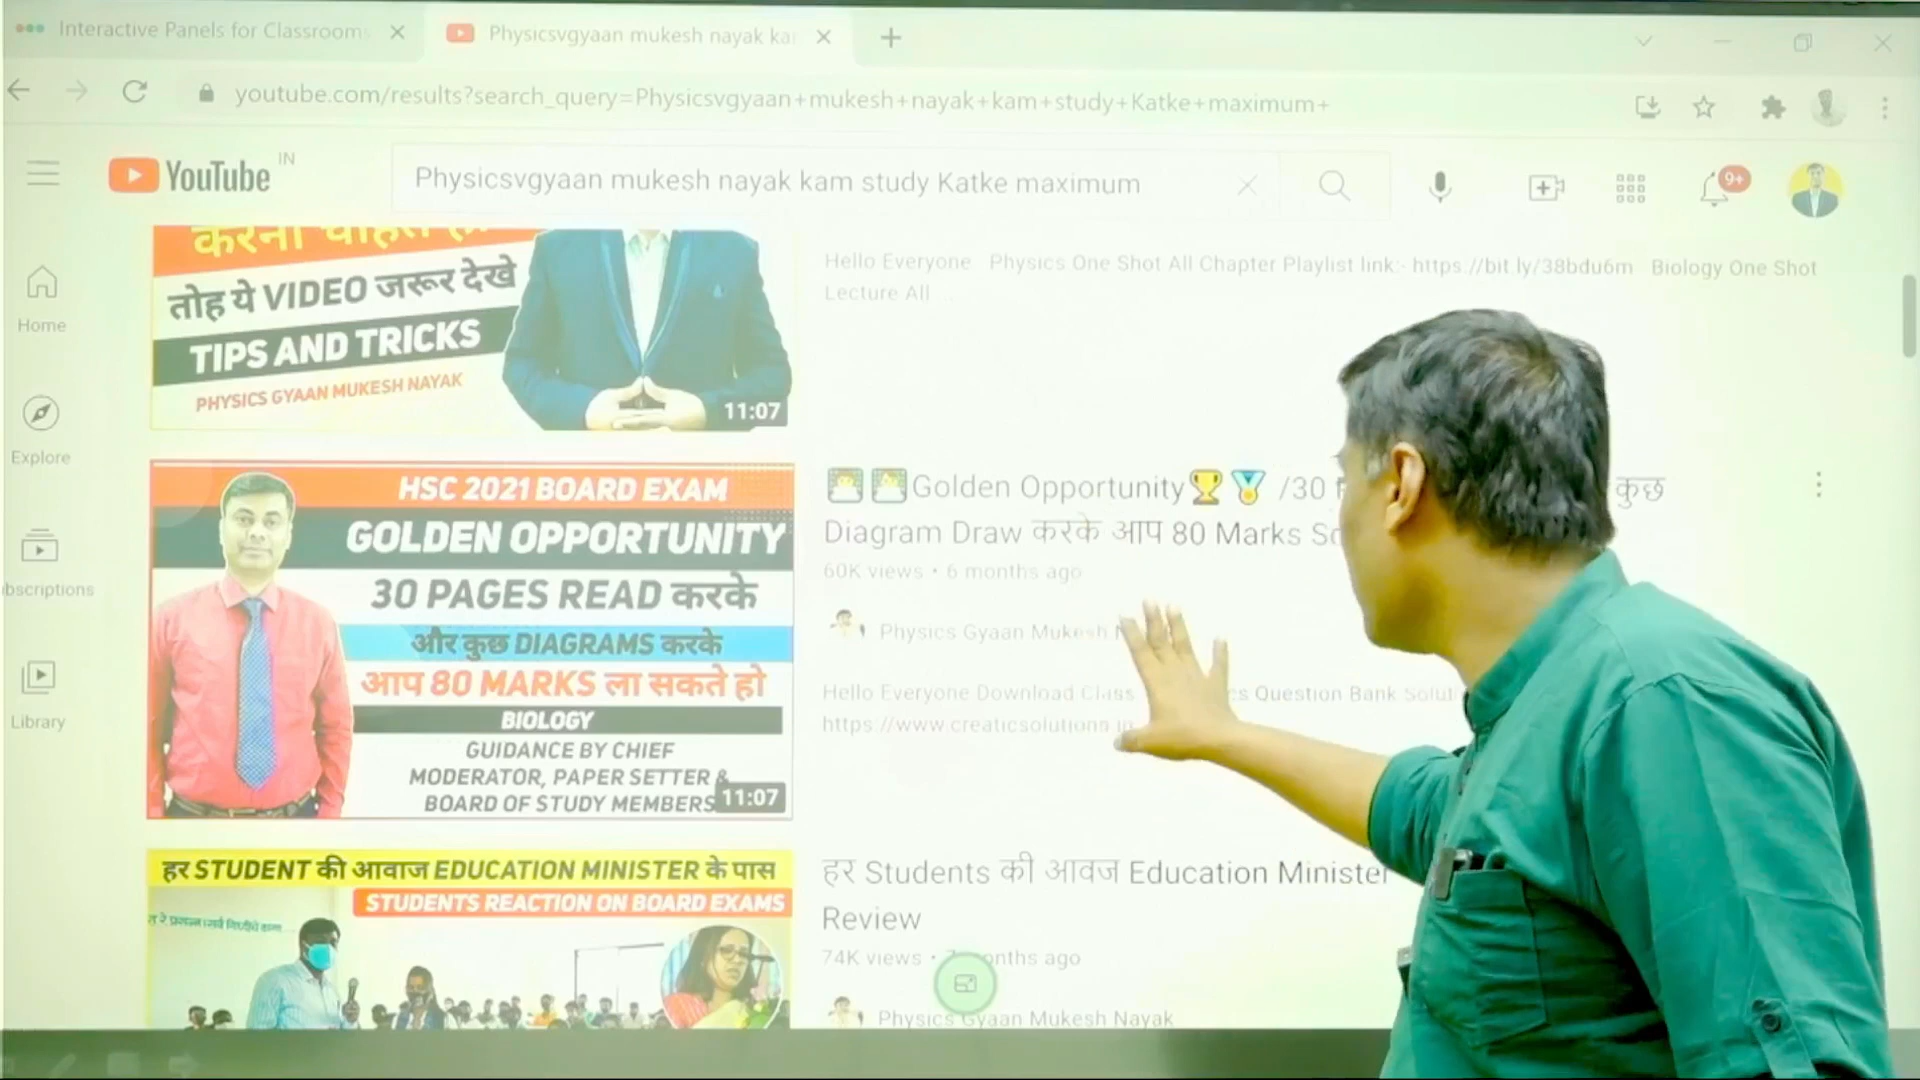 Interactive Panels for Classroom
Physicsvgyaan mukesh nayak ka
youtube.com/results?search_query=Physicsvgyaan+mukesh+nayak+kam+study+Katke+maximum+
YouTube IN
Physicsvgyaan mukesh nayak kam study Katke maximum
9+
Home
Explore
bscriptions
Library
करना
तोह ये VIDEO जरूर देखे
TIPS AND TRICKS
PHYSICS GYAAN MUKESH NAYAK
11:07
Hello Everyone Physics One Shot All Chapter Playlist link:- https://bit.ly/38bdu6m Biology One Shot
Lecture All ...
HSC 2021 BOARD EXAM
GOLDEN OPPORTUNITY
30 PAGES READ करके
और कुछ DIAGRAMS करके
आप 80 MARKS ला सकते हो
BIOLOGY
GUIDANCE BY CHIEF
MODERATOR, PAPER SETTER &
BOARD OF STUDY MEMBERS
11:07
Golden Opportunity /30 कुछ
Diagram Draw करके आप 80 Marks
60K views • 6 months ago
Physics Gyaan Mukesh
Hello Everyone Download Class Question Bank
https://www.creaticsolutionn.in
हर STUDENT की आवाज EDUCATION MINISTER के पास
STUDENTS REACTION ON BOARD EXAMS
हर Students की आवज Education Minister
Review
74K views • months ago
Physics Gyaan Mukesh Nayak